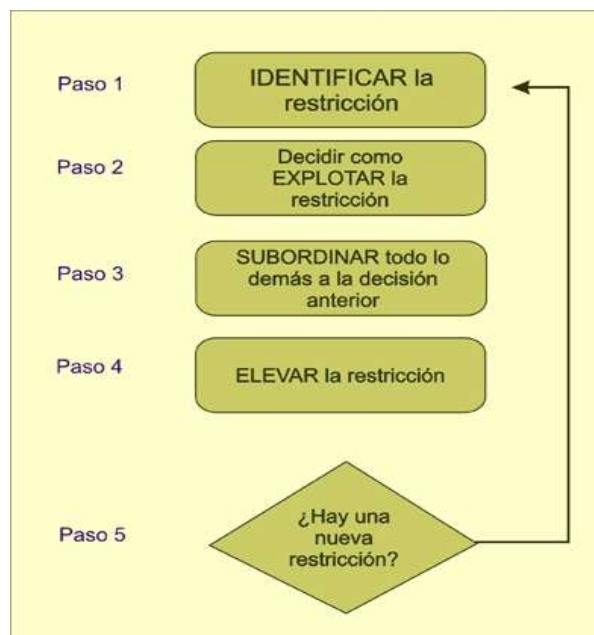 Paso 1
IDENTIFICAR la
restricción
Paso 2
Decidir como
EXPLOTAR la
restricción
Paso 3
SUBORDINAR todo lo
demás a la decisión
anterior
Paso 4
ELEVAR la restricción
Paso 5
¿Hay una
nueva
restricción?